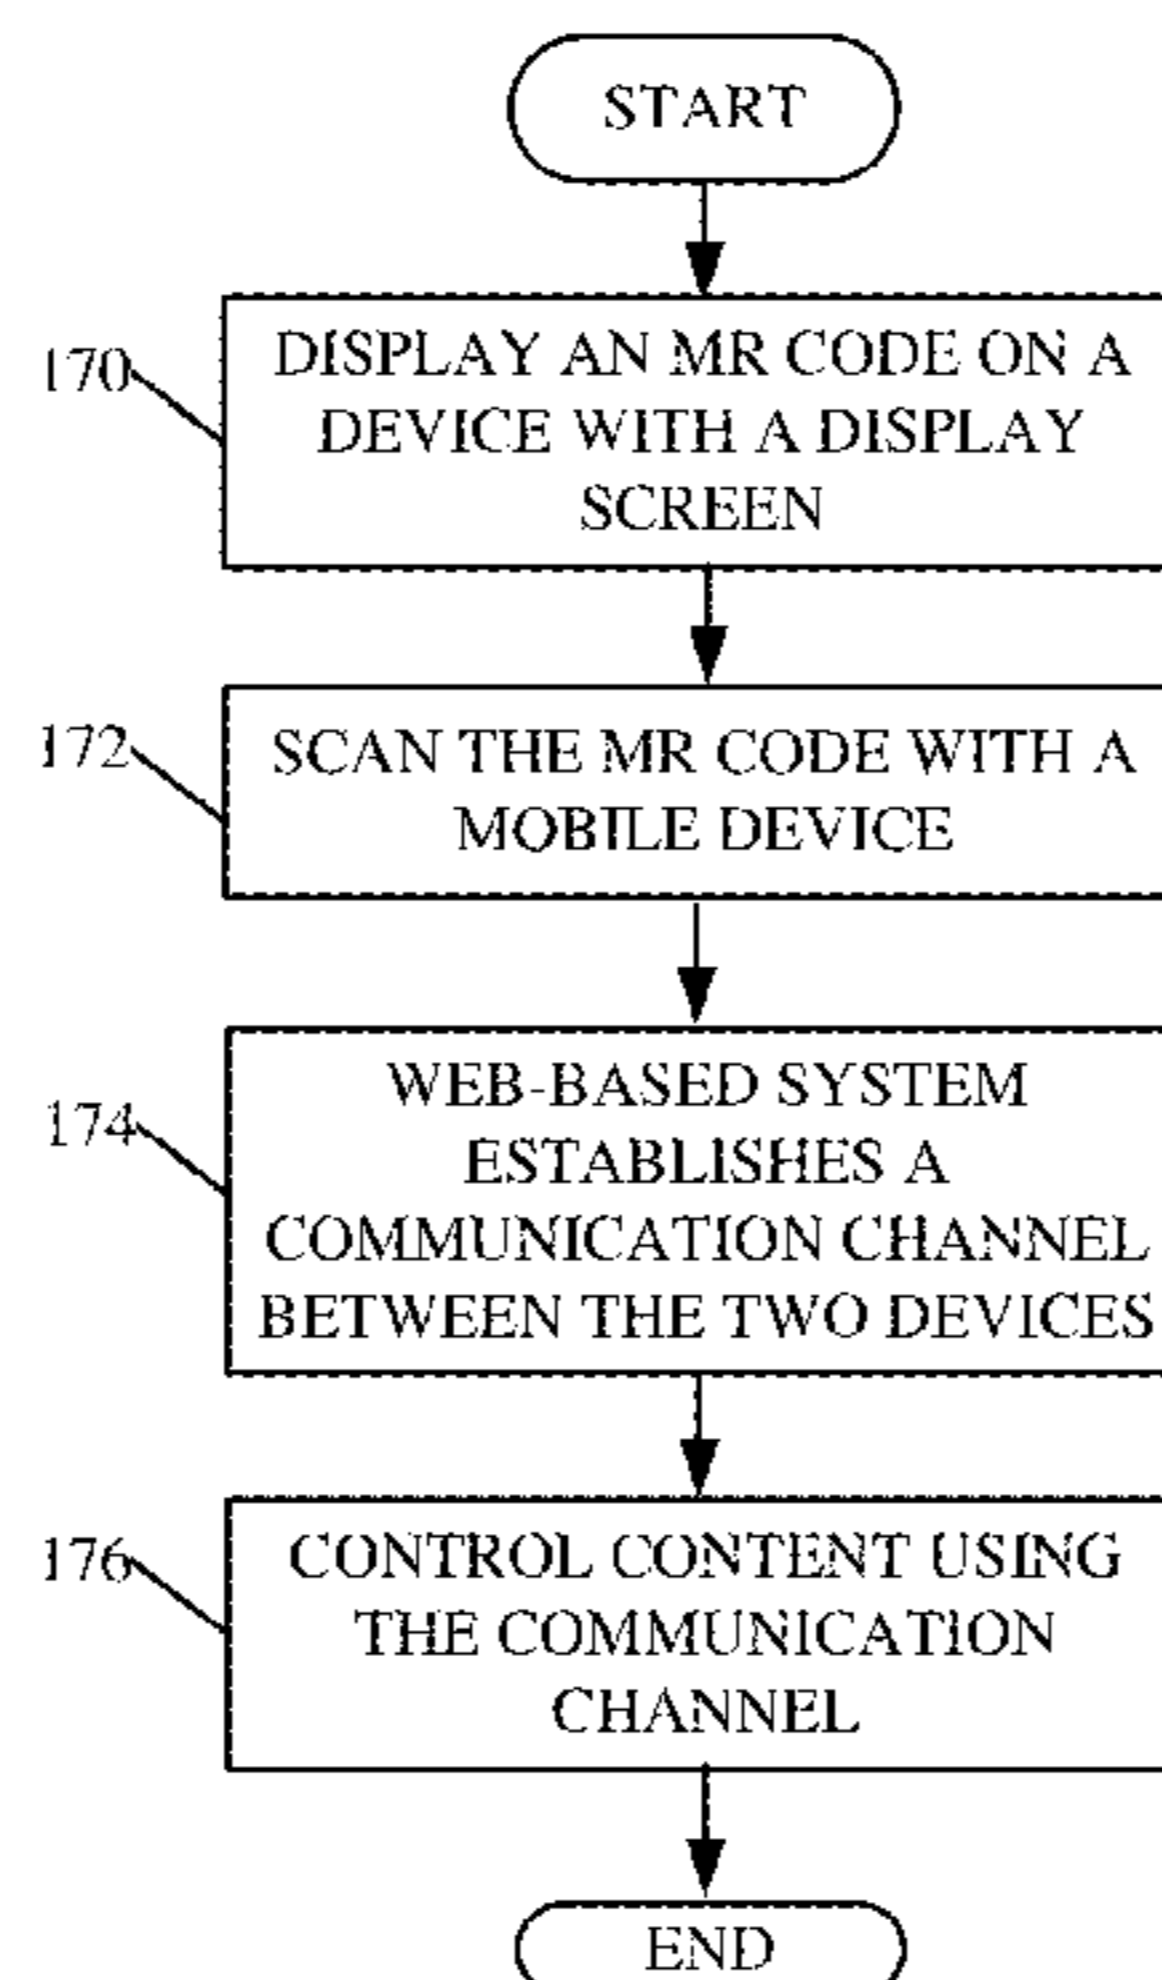 START
170
DISPLAY AN MR CODE ON A
DEVICE WITH A DISPLAY
SCREEN
172
SCAN THE MR CODE WITH A
MOBILE DEVICE
174
WEB-BASED SYSTEM
ESTABLISHES A
COMMUNICATION CHANNEL
BETWEEN THE TWO DEVICES
176
CONTROL CONTENT USING
THE COMMUNICATION
CHANNEL
END